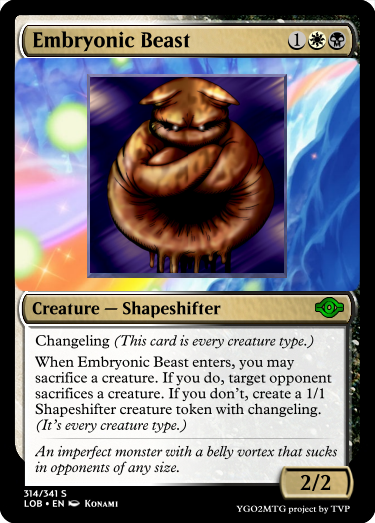 Embryonic Beast 1
Creature — Shapeshifter
Changeling (This card is every creature type.)
When Embryonic Beast enters, you may
sacrifice a creature. If you do, target opponent
sacrifices a creature. If you don't, create a 1/1
Shapeshifter creature token with changeling.
(It's every creature type.)
An imperfect monster with a belly vortex that sucks
in opponents of any size.
2/2
314/341 S
LOB • EN Konami
YGO2MTG project by TVP